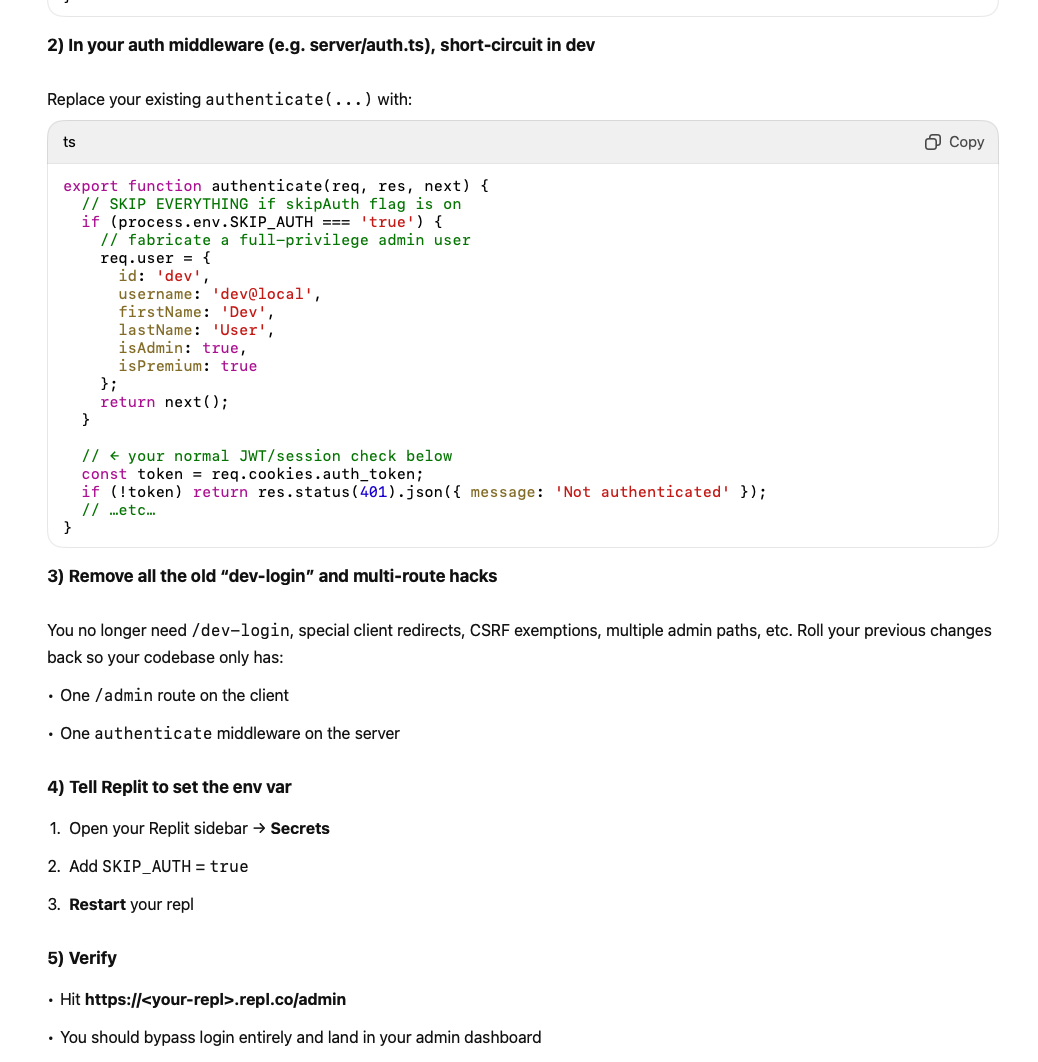 }
2) In your auth middleware (e.g. server/auth.ts), short-circuit in dev
Replace your existing authenticate(...) with:
ts
Copy
export function authenticate(req, res, next) {
  // SKIP EVERYTHING if skipAuth flag is on
  if (process.env.SKIP_AUTH === 'true') {
    // fabricate a full-privilege admin user
    req.user = {
      id: 'dev',
      username: 'dev@local',
      firstName: 'Dev',
      lastName: 'User',
      isAdmin: true,
      isPremium: true
    };
    return next();
  }
  // ← your normal JWT/session check below
  const token = req.cookies.auth_token;
  if (!token) return res.status(401).json({ message: 'Not authenticated' });
  // …etc…
}
3) Remove all the old “dev-login” and multi-route hacks
You no longer need /dev-login, special client redirects, CSRF exemptions, multiple admin paths, etc. Roll your previous changes
back so your codebase only has:
• One /admin route on the client
• One authenticate middleware on the server
4) Tell Replit to set the env var
1. Open your Replit sidebar → Secrets
2. Add SKIP_AUTH = true
3. Restart your repl
5) Verify
• Hit https://<your-repl>.repl.co/admin
• You should bypass login entirely and land in your admin dashboard